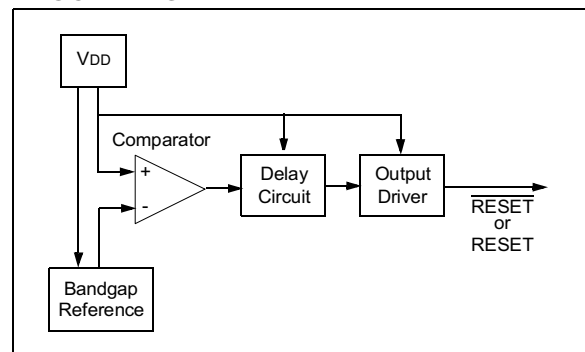 VDD
Comparator
+
-
Delay
Circuit
Output
Driver
RESET
or
RESET
Bandgap
Reference